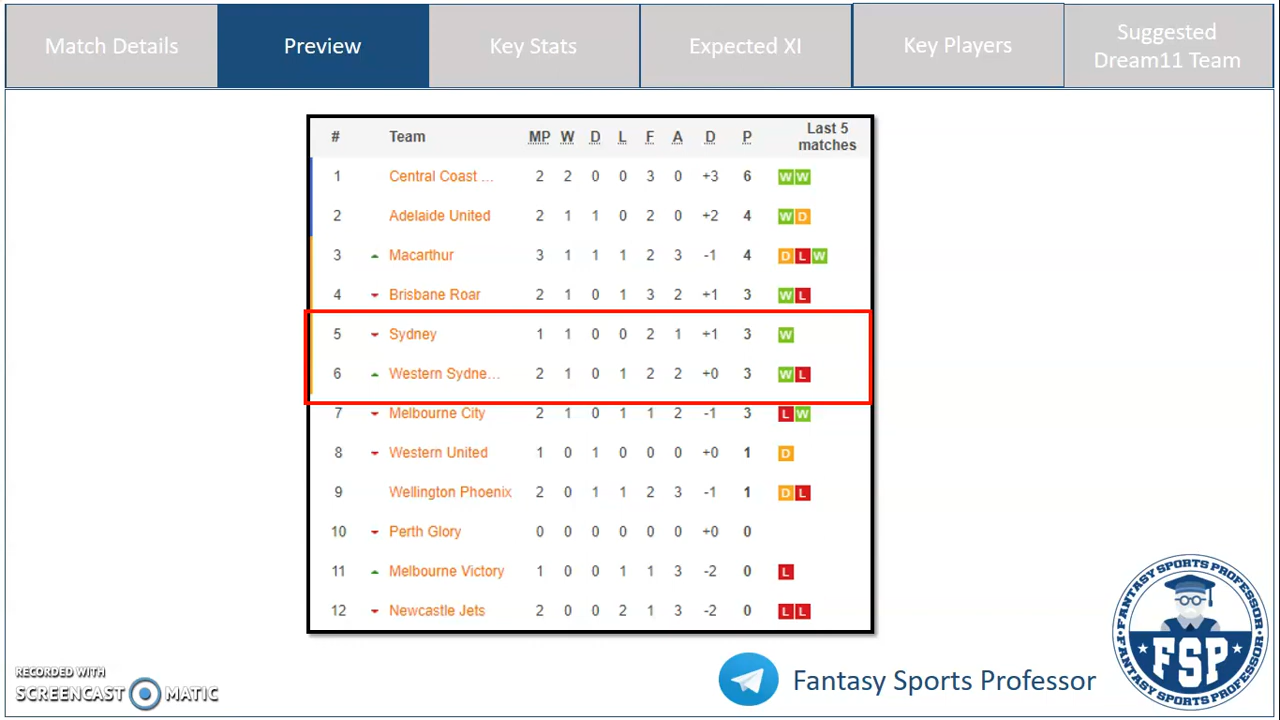 Match Details
Preview
Key Stats
Expected XI
Key Players
Suggested
Dream11 Team
# Team MP W D L F A D P Last 5
matches
1 Central Coast ... 2 2 0 0 3 0 +3 6 W W
2 Adelaide United 2 1 1 0 2 0 +2 4 W D
3 Macarthur 3 1 1 1 2 3 -1 4 D L W
4 Brisbane Roar 2 1 0 1 3 2 +1 3 W L
5 Sydney 1 1 0 0 2 1 +1 3 W
6 Western Sydne... 2 1 0 1 2 2 +0 3 W L
7 Melbourne City 2 1 0 1 1 2 -1 3 L W
8 Western United 1 0 1 0 0 0 +0 1 D
9 Wellington Phoenix 2 0 1 1 2 3 -1 1 D L
10 Perth Glory 0 0 0 0 0 0 +0 0
11 Melbourne Victory 1 0 0 1 1 3 -2 0 L
12 Newcastle Jets 2 0 0 2 1 3 -2 0 L L
RECORDED WITH
SCREENCAST MATIC
Fantasy Sports Professor
FANTASY SPORTS PROFESSOR
FSP
FANTASY SPORTS PROFESSOR